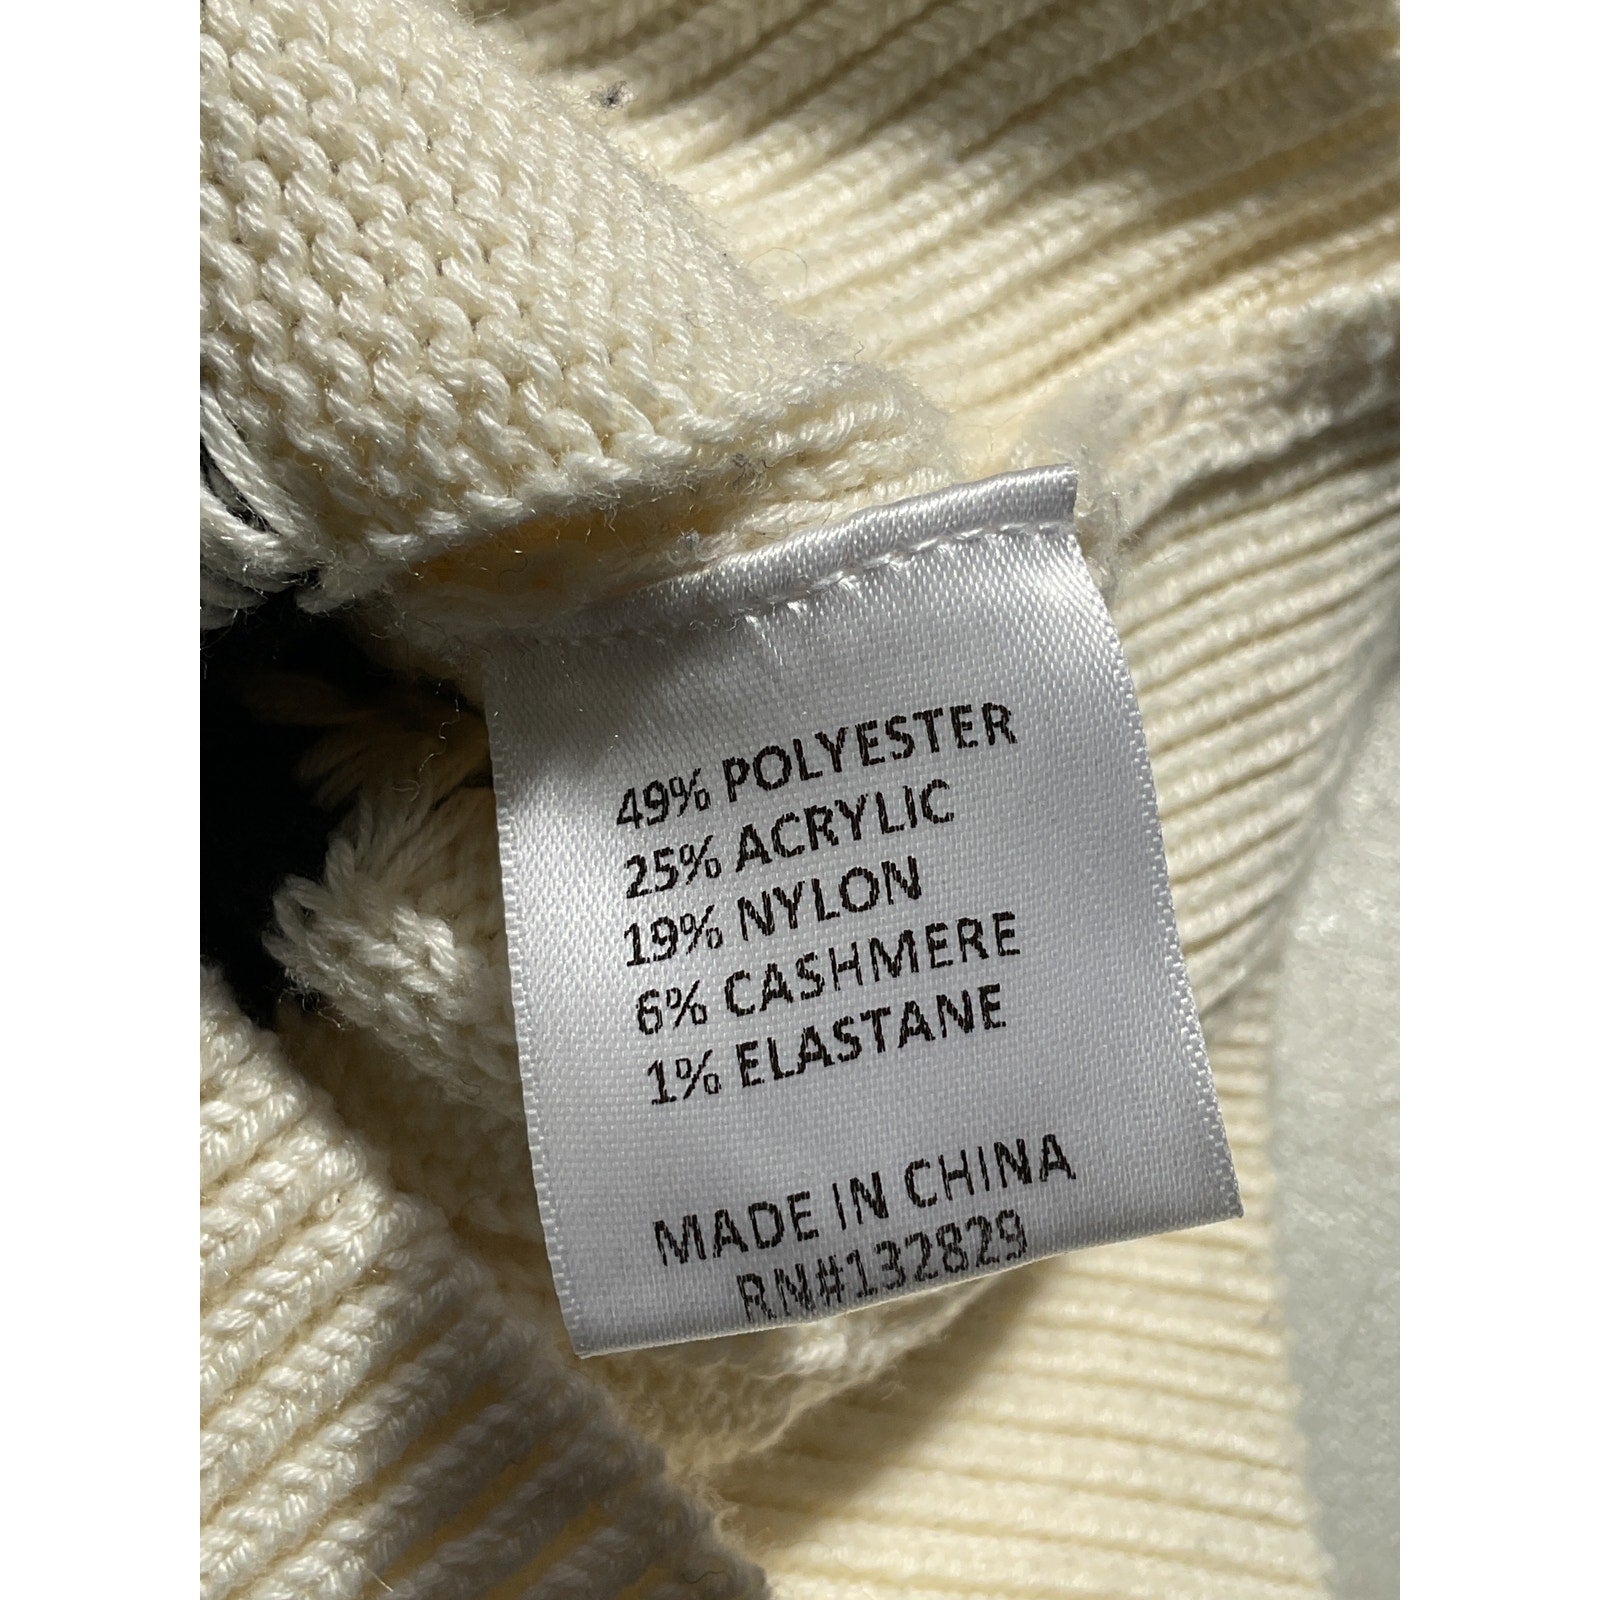 49% POLYESTER
25% ACRYLIC
19% NYLON
6% CASHMERE
1% ELASTANE
MADE IN CHINA
RN#132829